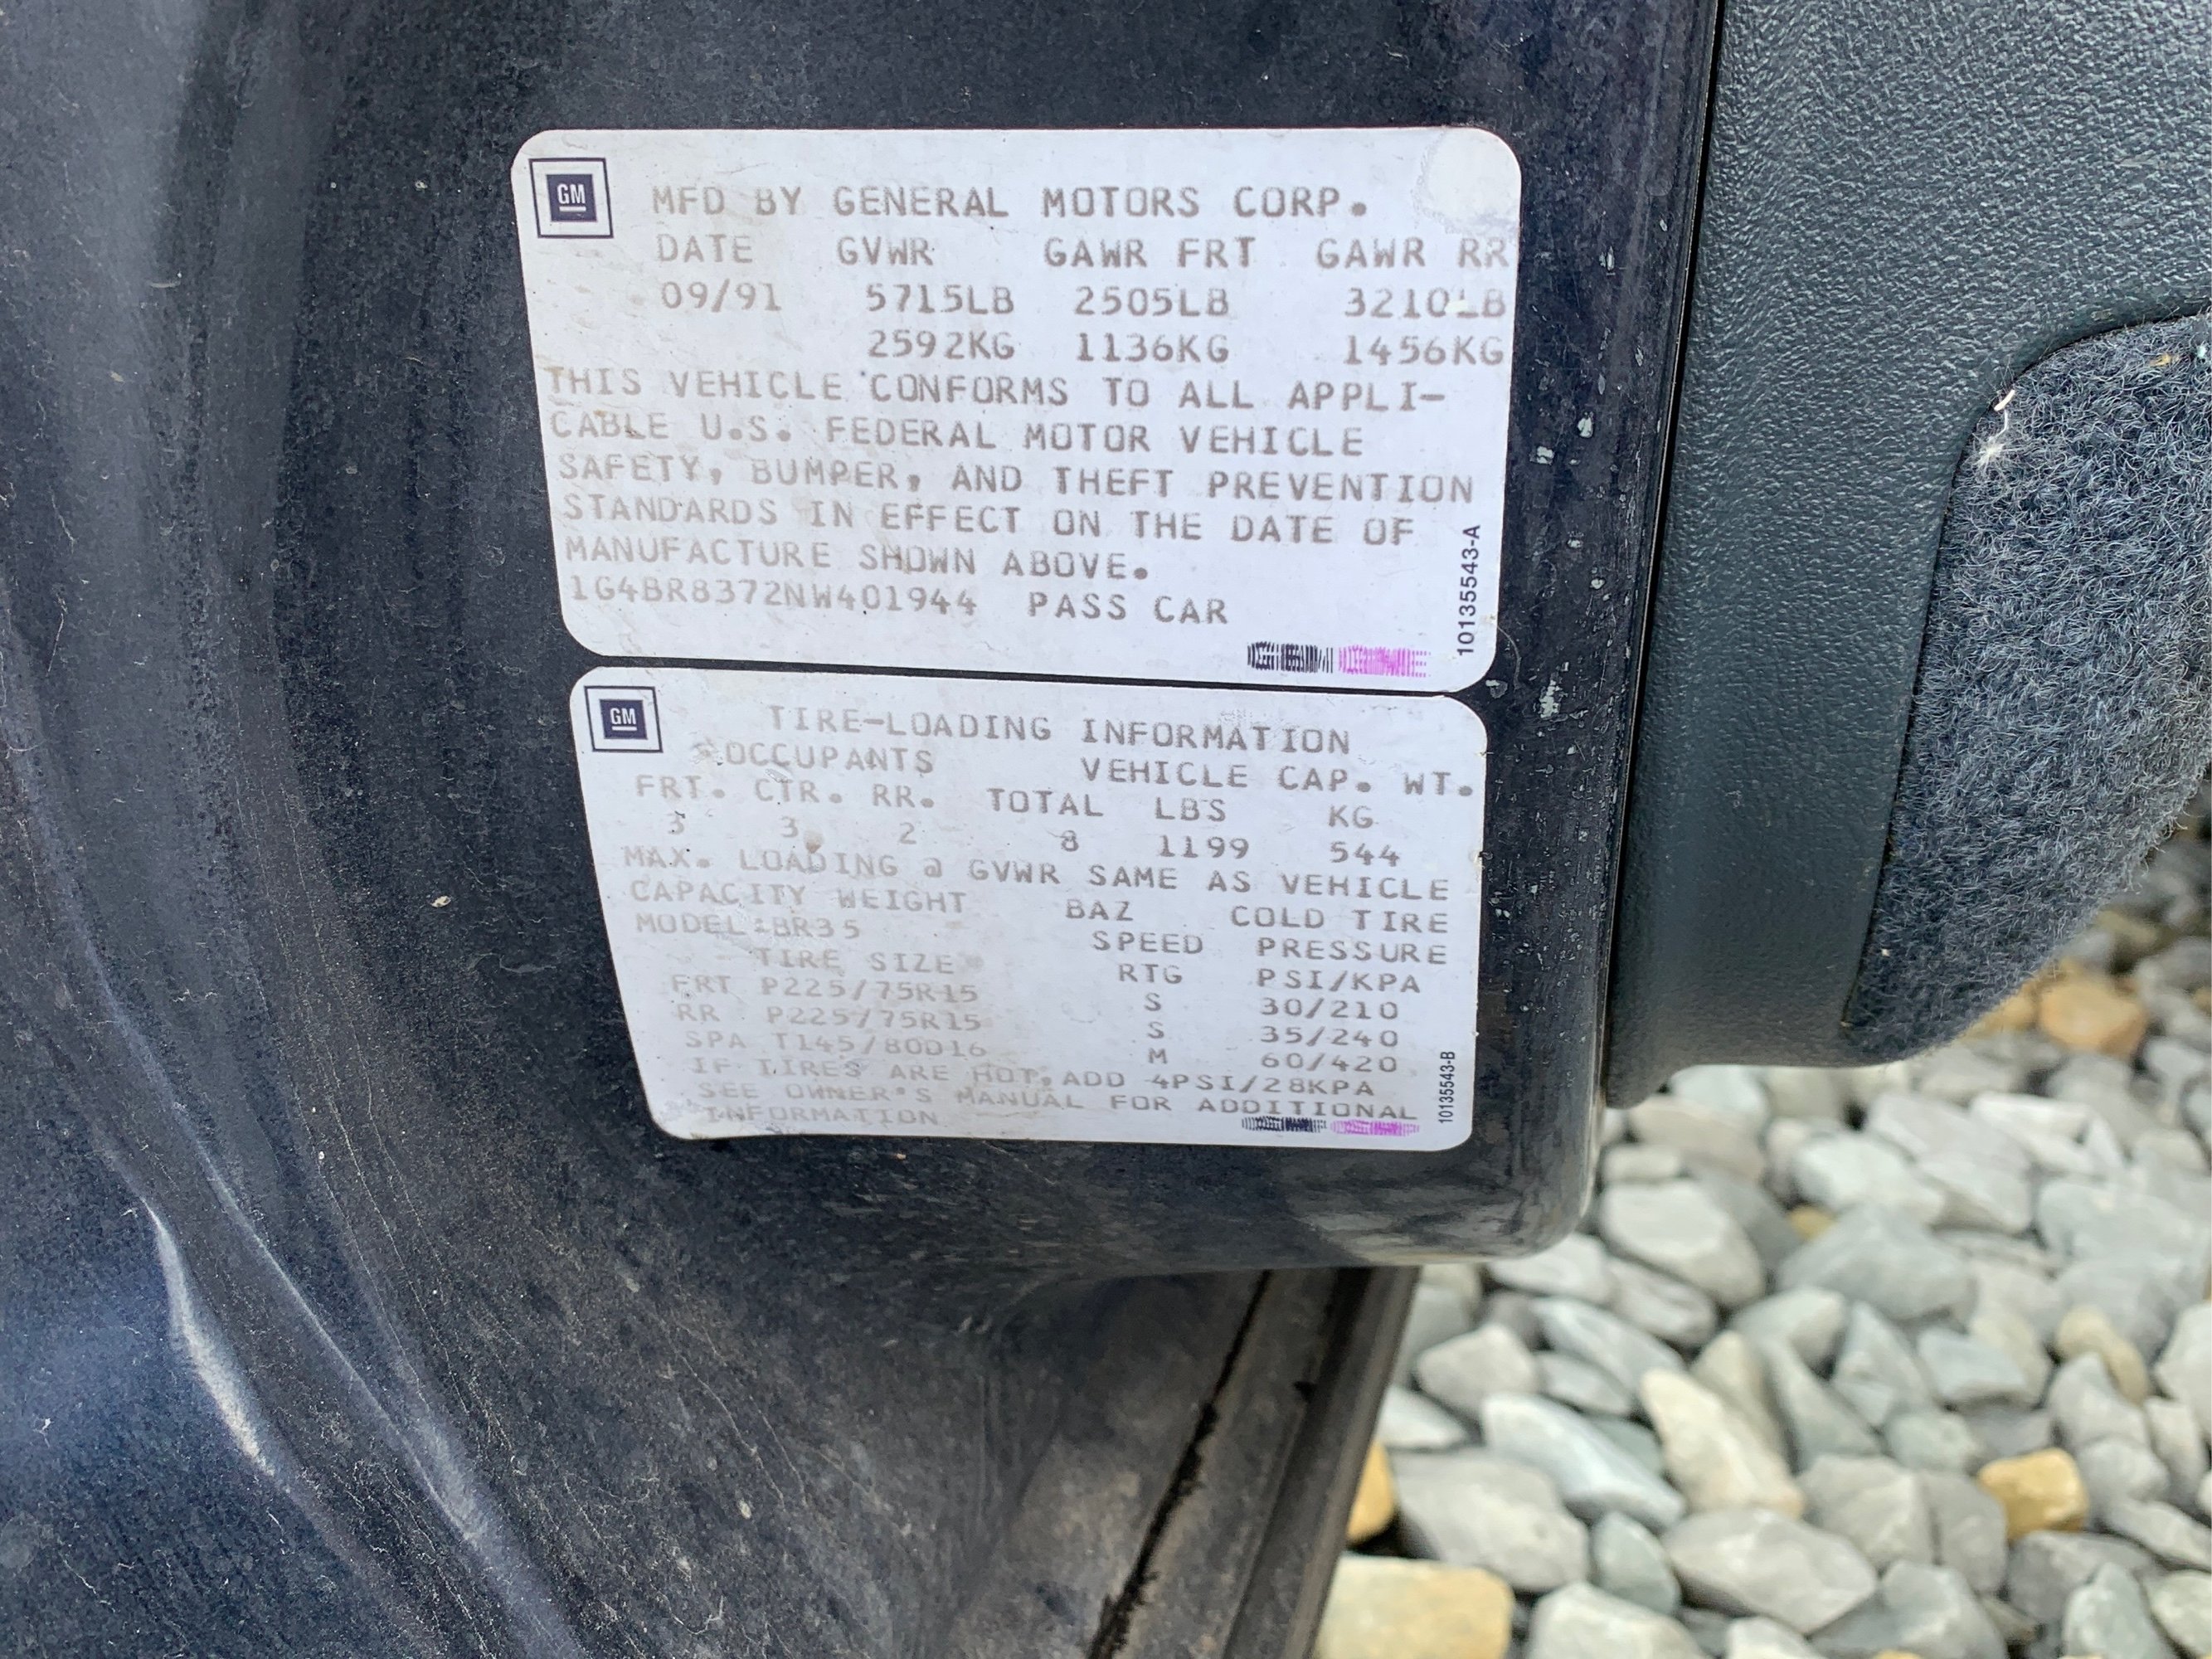 GM
MFD BY GENERAL MOTORS CORP.
DATE GVWR GAWR FRT GAWR RR
09/91 5715LB 2505LB 3210LB
2592KG 1136KG 1456KG
THIS VEHICLE CONFORMS TO ALL APPLI-
CABLE U.S. FEDERAL MOTOR VEHICLE
SAFETY, BUMPER, AND THEFT PREVENTION
STANDARDS IN EFFECT ON THE DATE OF
MANUFACTURE SHOWN ABOVE.
1G4BR8372NW401944 PASS CAR
10135543-A
GM
TIRE-LOADING INFORMATION
OCCUPANTS VEHICLE CAP. WT.
FRT. CTR. RR. TOTAL LBS KG
3 3 2 8 1199 544
MAX. LOADING @ GVWR SAME AS VEHICLE
CAPACITY WEIGHT BAZ COLD TIRE
MODEL:BR35 SPEED PRESSURE
TIRE SIZE RTG PSI/KPA
FRT P225/75R15 S 30/210
RR P225/75R15 S 35/240
SPA T145/80D16 M 60/420
IF TIRES ARE HOT, ADD 4PSI/28KPA
SEE OWNER'S MANUAL FOR ADDITIONAL
INFORMATION
10135543-B